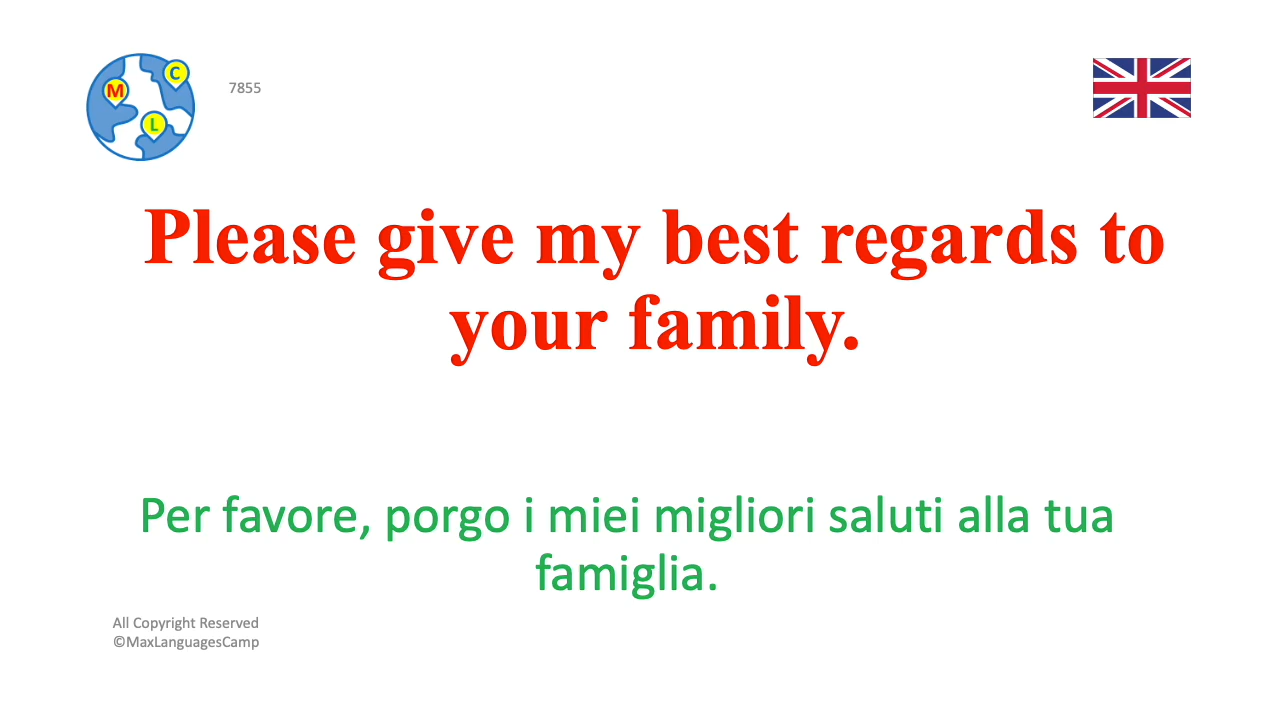 M
C
L
7855
Please give my best regards to
your family.
Per favore, porgo i miei migliori saluti alla tua
famiglia.
All Copyright Reserved
©MaxLanguagesCamp